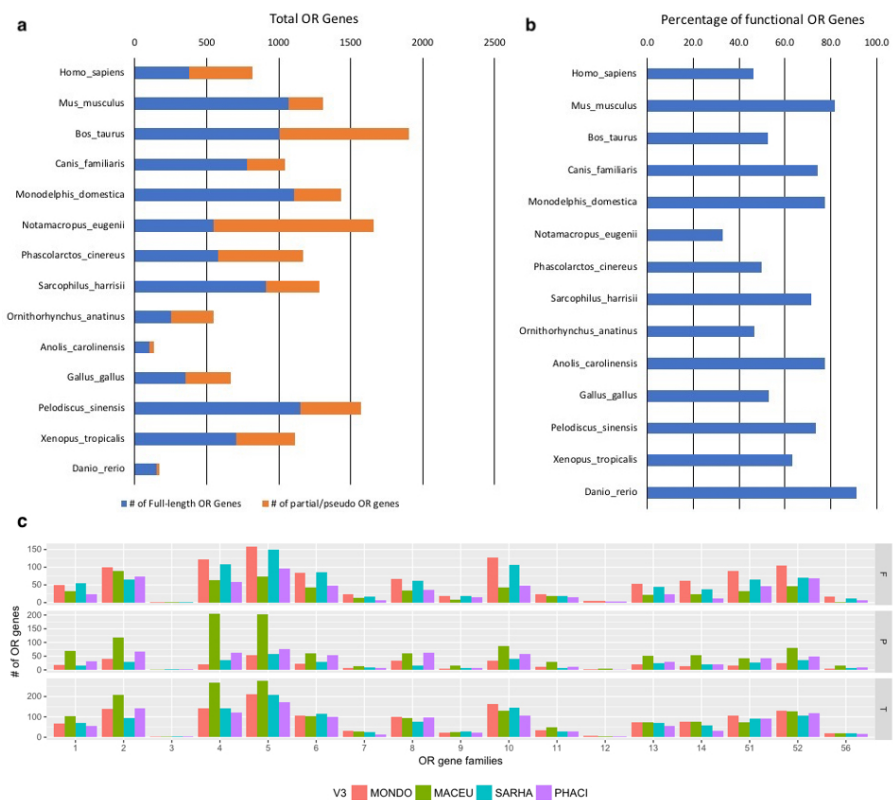 a
Total OR Genes
0 500 1000 1500 2000 2500
Homo_sapiens
Mus_musculus
Bos_taurus
Canis_familiaris
Monodelphis_domestica
Notamacropus_eugenii
Phascolarctos_cinereus
Sarcophilus_harrisii
Ornithorhynchus_anatinus
Anolis_carolinensis
Gallus_gallus
Pelodiscus_sinensis
Xenopus_tropicalis
Danio_rerio
# of Full-length OR Genes # of partial/pseudo OR genes
b
Percentage of functional OR Genes
0.0 20.0 40.0 60.0 80.0 100.0
Homo_sapiens
Mus_musculus
Bos_taurus
Canis_familiaris
Monodelphis_domestica
Notamacropus_eugenii
Phascolarctos_cinereus
Sarcophilus_harrisii
Ornithorhynchus_anatinus
Anolis_carolinensis
Gallus_gallus
Pelodiscus_sinensis
Xenopus_tropicalis
Danio_rerio
c
# of OR genes
150
100
50
0
F
200
150
100
50
0
P
200
100
0
T
1 2 3 4 5 6 7 8 9 10 11 12 13 14 51 52 56
OR gene families
V3 MONDO MACEU SARHA PHACI